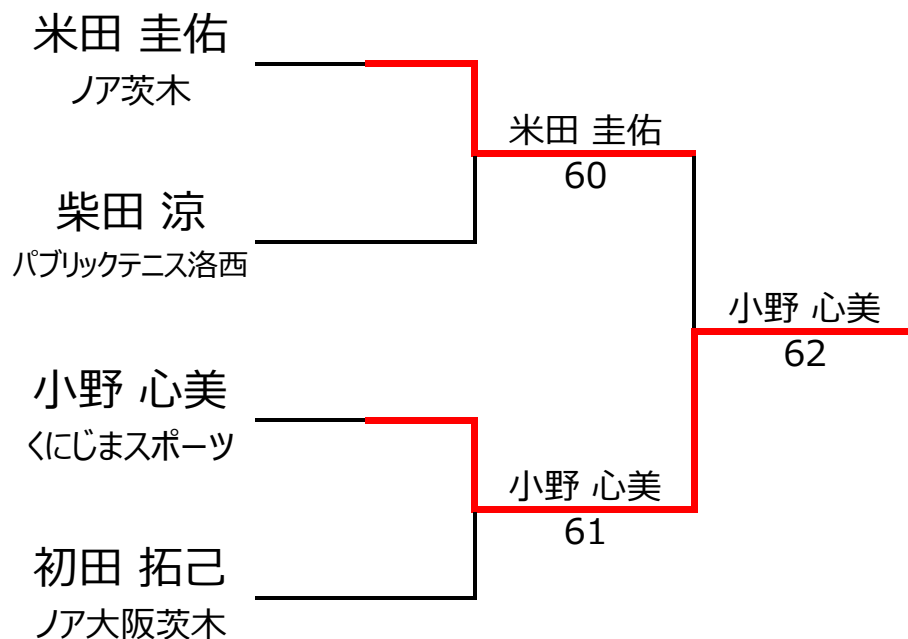 米田 圭佑
ノア茨木
米田 圭佑
60
柴田 涼
パブリックテニス洛西
小野 心美
62
小野 心美
くにじまスポーツ
小野 心美
61
初田 拓己
ノア大阪茨木